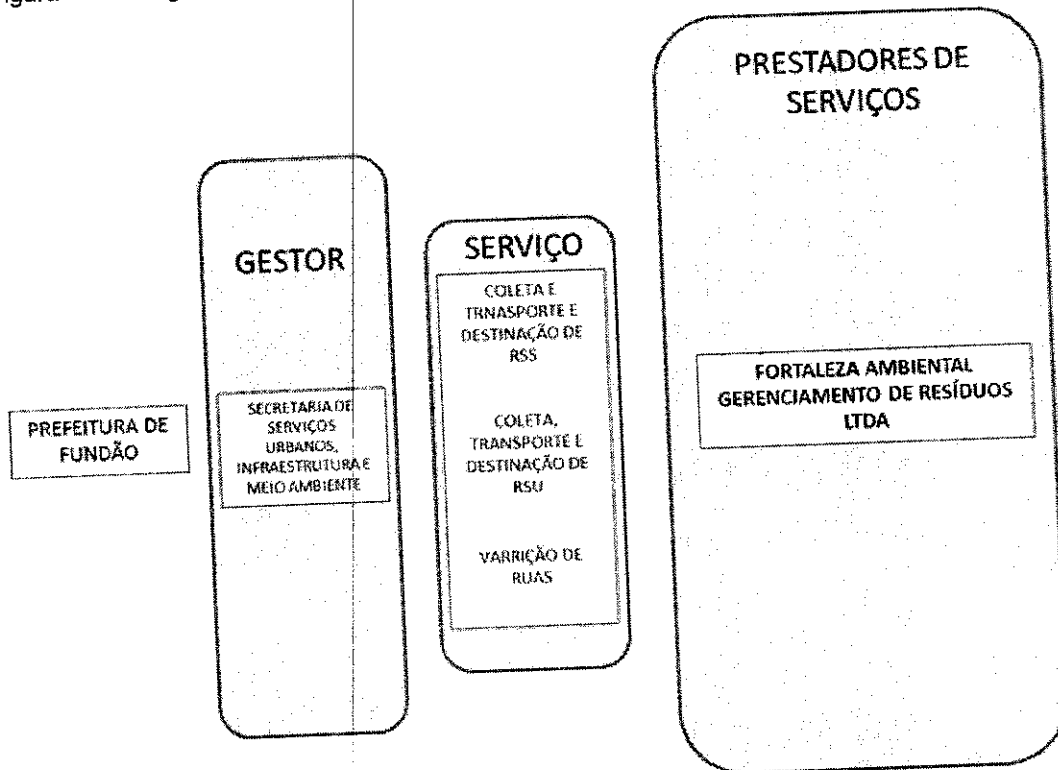 PREFEITURA DE
FUNDÃO
GESTOR
SECRETARIA DE
SERVIÇOS
URBANOS,
INFRAESTRUTURA E
MEIO AMBIENTE
SERVIÇO
COLETA E
TRNASPORTE E
DESTINAÇÃO DE
RSS
COLETA,
TRANSPORTE E
DESTINAÇÃO DE
RSU
VARRIÇÃO DE
RUAS
PRESTADORES DE
SERVIÇOS
FORTALEZA AMBIENTAL
GERENCIAMENTO DE RESÍDUOS
LTDA